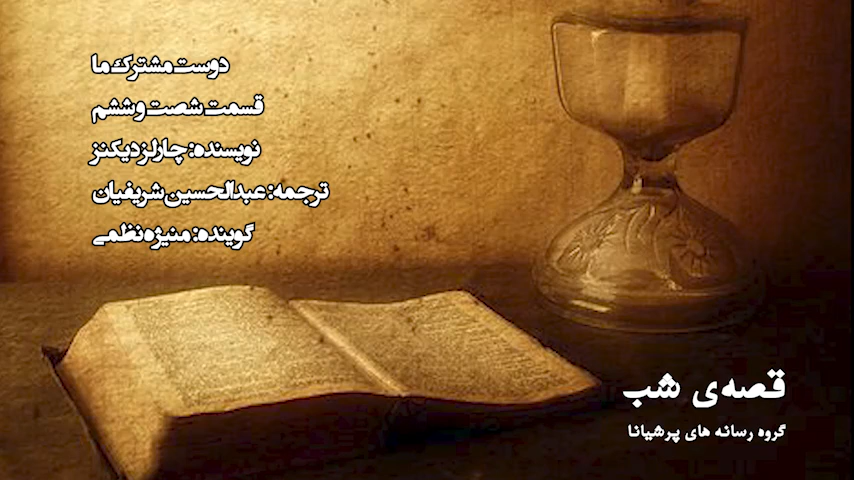 دوست مشترک ما
قسمت شصت و ششم
نویسنده: چارلز دیکنز
ترجمه: عبدالحسین شریفیان
گوینده: منیژه نظمی
قصه‌ی شب
گروه رسانه های پرشیانا